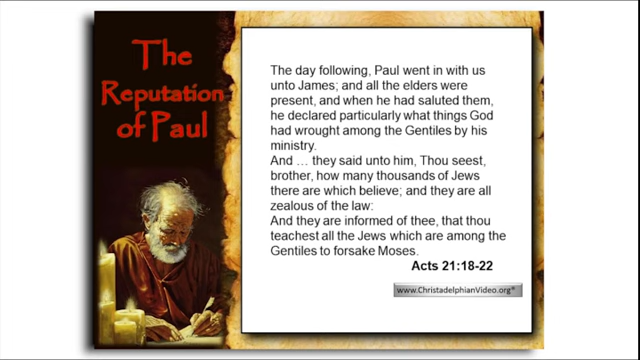 The
Reputation
of Paul
The day following, Paul went in with us
unto James; and all the elders were
present, and when he had saluted them,
he declared particularly what things God
had wrought among the Gentiles by his
ministry.
And … they said unto him, Thou seest,
brother, how many thousands of Jews
there are which believe; and they are all
zealous of the law:
And they are informed of thee, that thou
teachest all the Jews which are among the
Gentiles to forsake Moses.
Acts 21:18-22
www.ChristadelphianVideo.org®